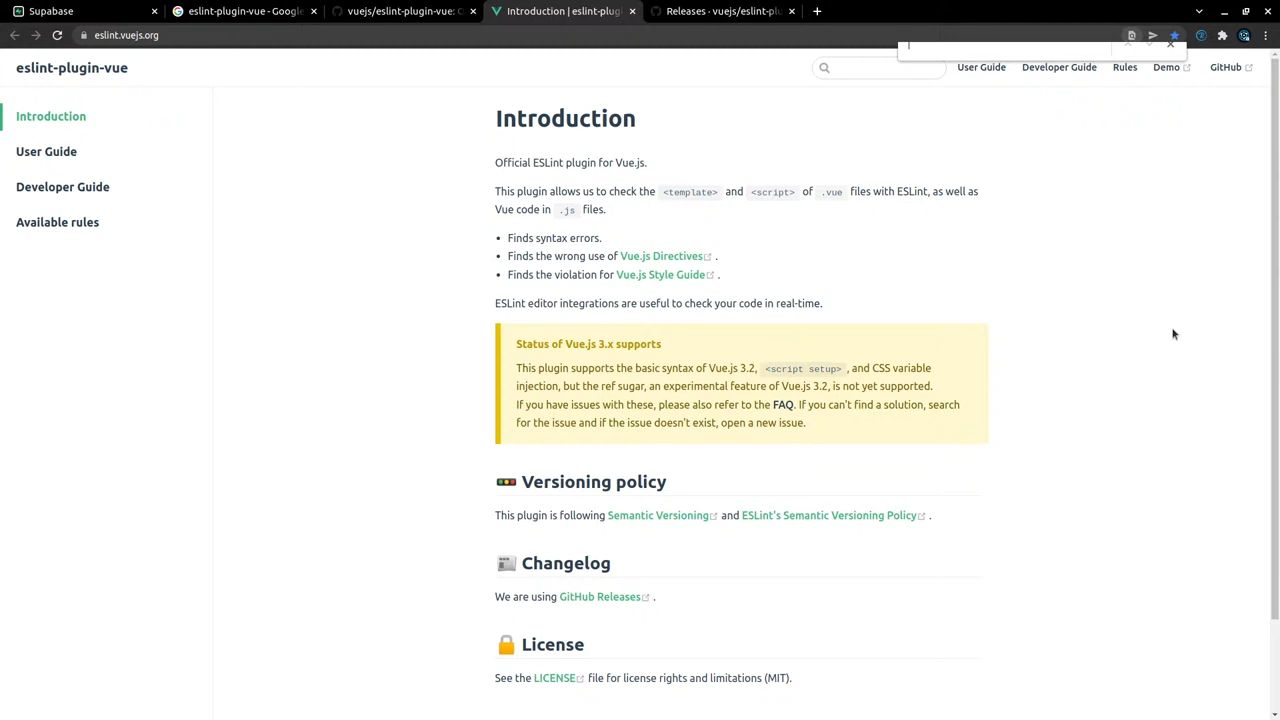 Supabase
eslint-plugin-vue - Google
vuejs/eslint-plugin-vue: O
Introduction | eslint-plug
Releases · vuejs/eslint-pl
eslint.vuejs.org
eslint-plugin-vue
User Guide
Developer Guide
Rules
Demo
GitHub
Introduction
User Guide
Developer Guide
Available rules
Introduction
Official ESLint plugin for Vue.js.
This plugin allows us to check the <template> and <script> of .vue files with ESLint, as well as
Vue code in .js files.
• Finds syntax errors.
• Finds the wrong use of Vue.js Directives .
• Finds the violation for Vue.js Style Guide .
ESLint editor integrations are useful to check your code in real-time.
Status of Vue.js 3.x supports
This plugin supports the basic syntax of Vue.js 3.2, <script setup> , and CSS variable
injection, but the ref sugar, an experimental feature of Vue.js 3.2, is not yet supported.
If you have issues with these, please also refer to the FAQ. If you can't find a solution, search
for the issue and if the issue doesn't exist, open a new issue.
🚥 Versioning policy
This plugin is following Semantic Versioning and ESLint's Semantic Versioning Policy .
📰 Changelog
We are using GitHub Releases .
🔒 License
See the LICENSE file for license rights and limitations (MIT).